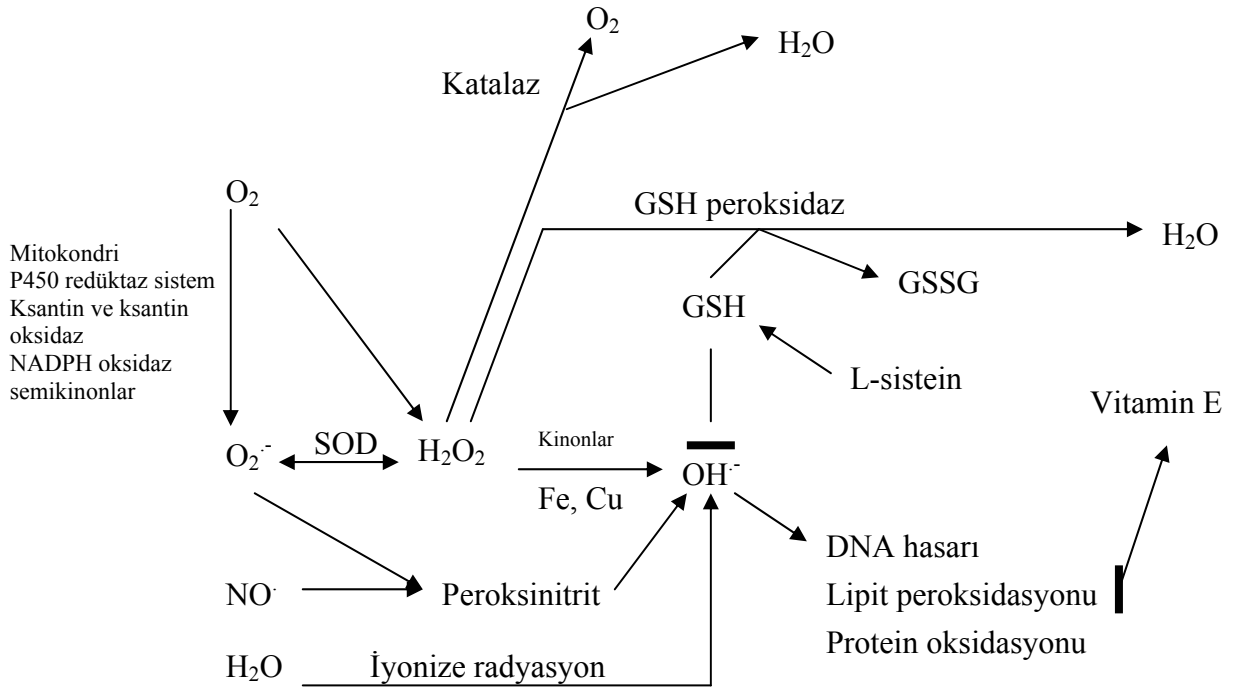 O₂
H₂O
Katalaz
O₂
GSH peroksidaz
H₂O
Mitokondri
P450 redüktaz sistem
Ksantin ve ksantin
oksidaz
NADPH oksidaz
semikinonlar
GSSG
GSH
L-sistein
Vitamin E
O₂·⁻
SOD
H₂O₂
Kinonlar
Fe, Cu
OH·⁻
DNA hasarı
Lipit peroksidasyonu
Protein oksidasyonu
NO·
Peroksinitrit
H₂O
İyonize radyasyon